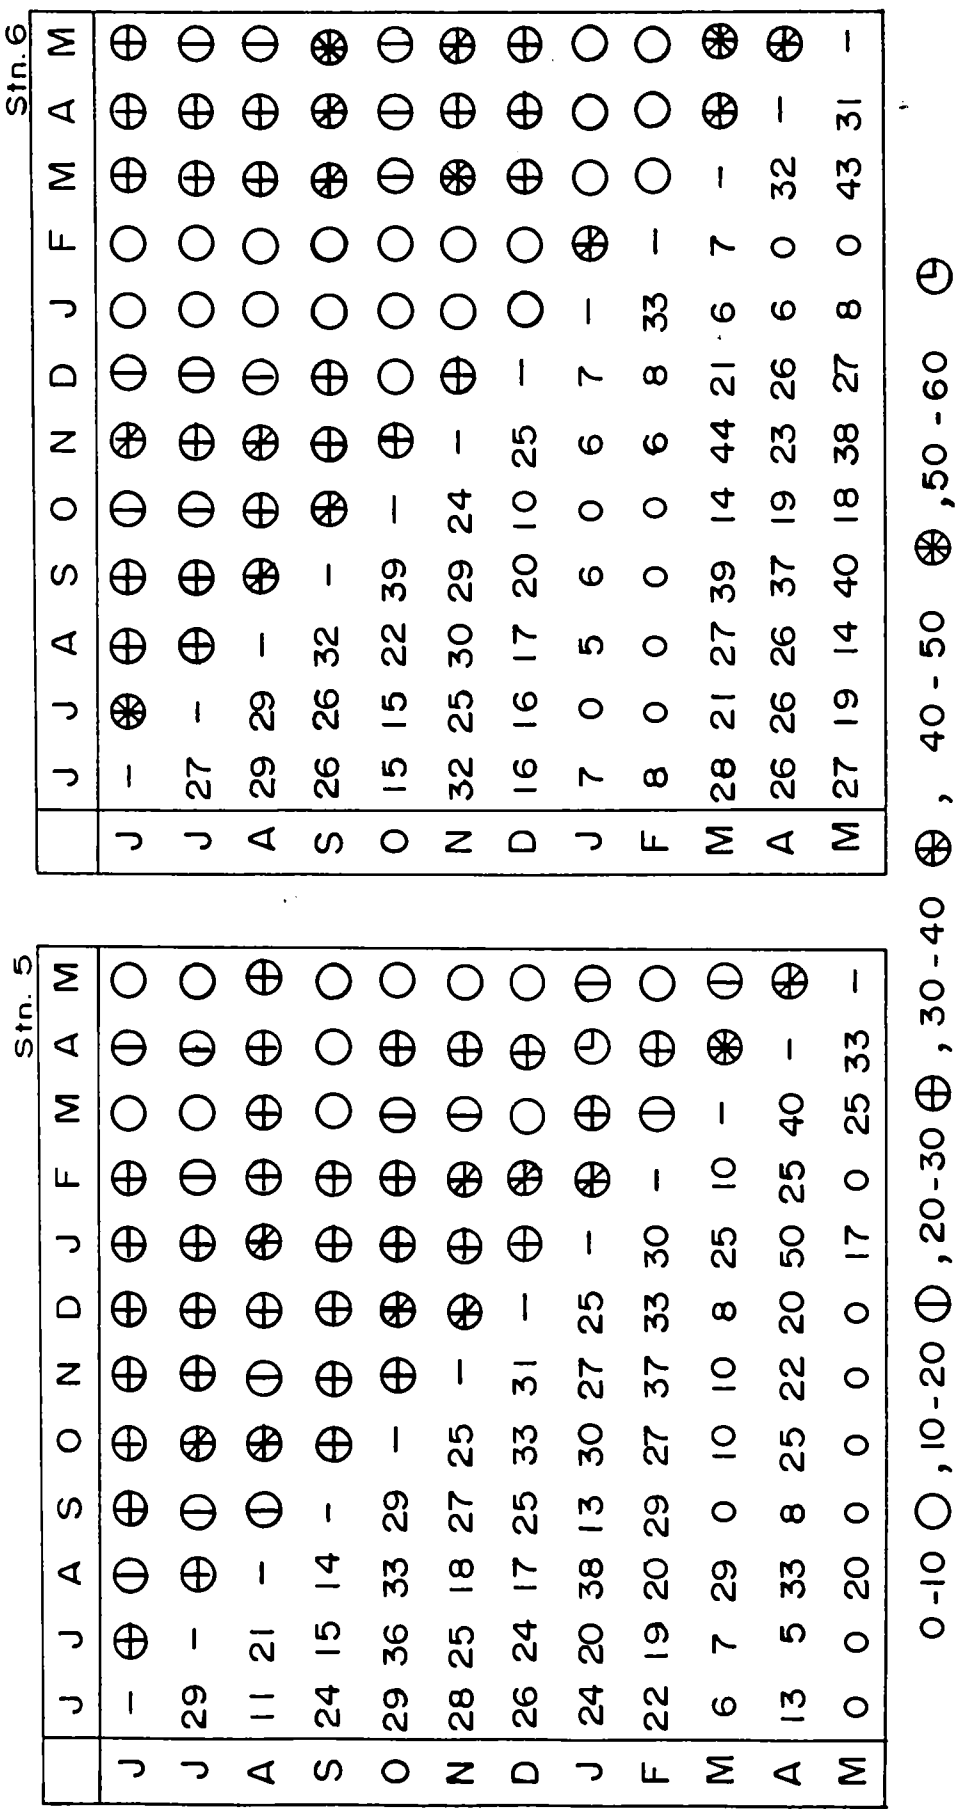 Stn. 5
J J A S O N D J F M A M
J –
J 29 –
A 11 21 –
S 24 15 14 –
O 29 36 33 29 –
N 28 25 18 27 25 –
D 26 24 17 25 33 31 –
J 24 20 38 13 30 27 25 –
F 22 19 20 29 27 37 33 30 –
M 6 7 29 0 10 10 8 25 10 –
A 13 5 33 8 25 22 20 50 25 40 –
M 0 0 20 0 0 0 0 17 0 25 33 –
Stn. 6
J J A S O N D J F M A M
J –
J 27 –
A 29 29 –
S 26 26 32 –
O 15 15 22 39 –
N 32 25 30 29 24 –
D 16 16 17 20 10 25 –
J 7 0 5 6 0 6 7 –
F 8 0 0 0 0 6 8 33 –
M 28 21 27 39 14 44 21 6 7 –
A 26 26 26 37 19 23 26 6 0 32 –
M 27 19 14 40 18 38 27 8 0 43 31 –
0-10 , 10-20 , 20-30 , 30-40 , 40-50 , 50-60